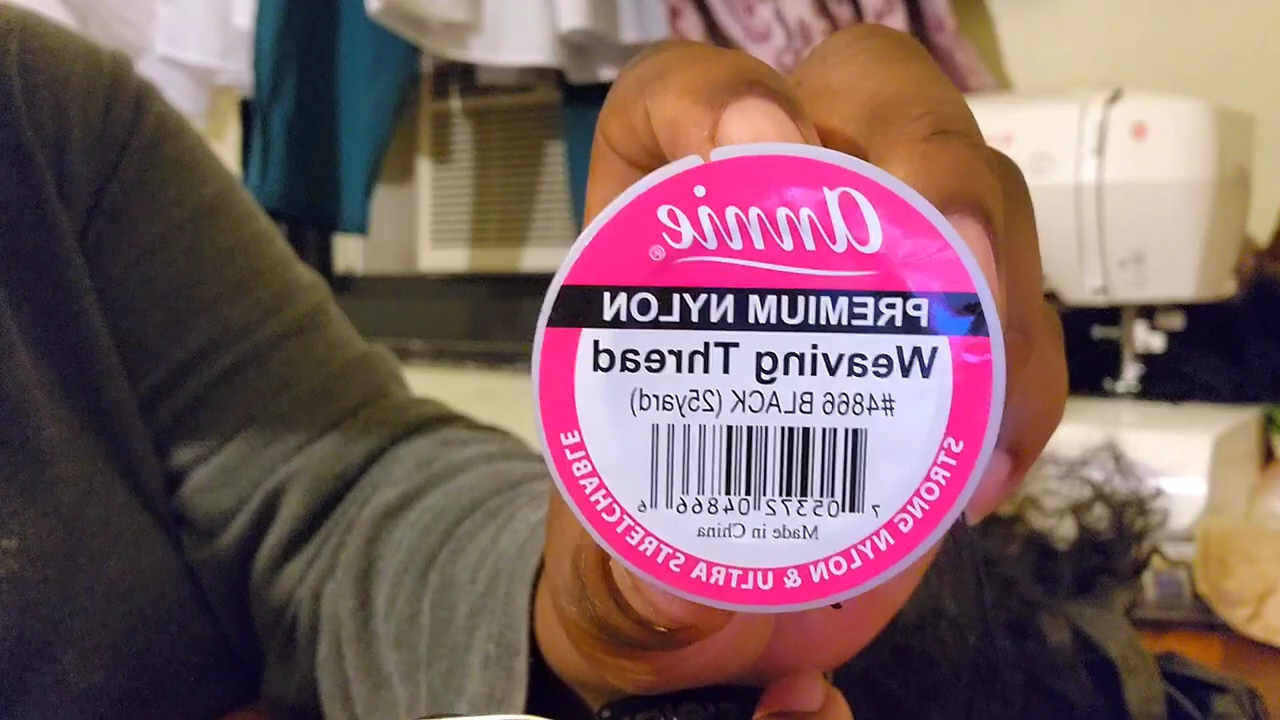 annie®
PREMIUM NYLON
Weaving Thread
#4866 BLACK (25yard)
7 05372 04866 6
Made in China
STRONG NYLON & ULTRA STRETCHABLE